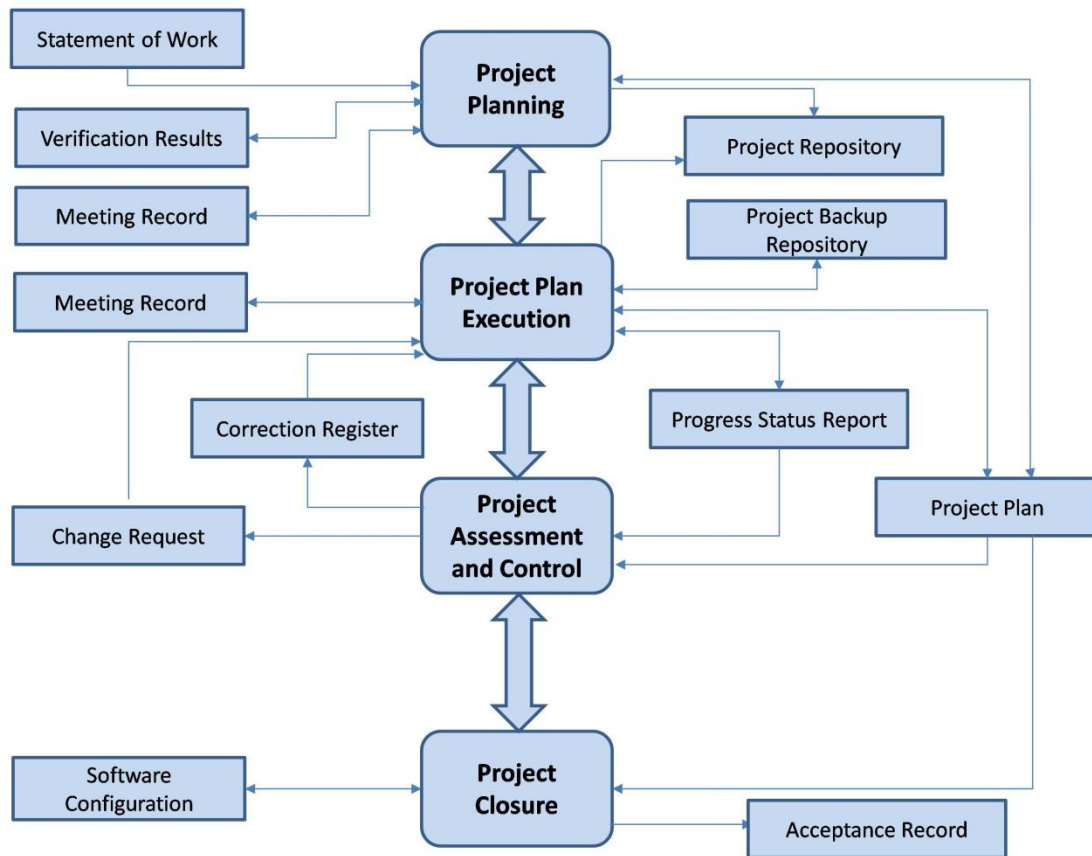 Statement of Work
Project
Planning
Verification Results
Project Repository
Meeting Record
Project Backup
Repository
Meeting Record
Project Plan
Execution
Correction Register
Progress Status Report
Change Request
Project
Assessment
and Control
Project Plan
Software
Configuration
Project
Closure
Acceptance Record